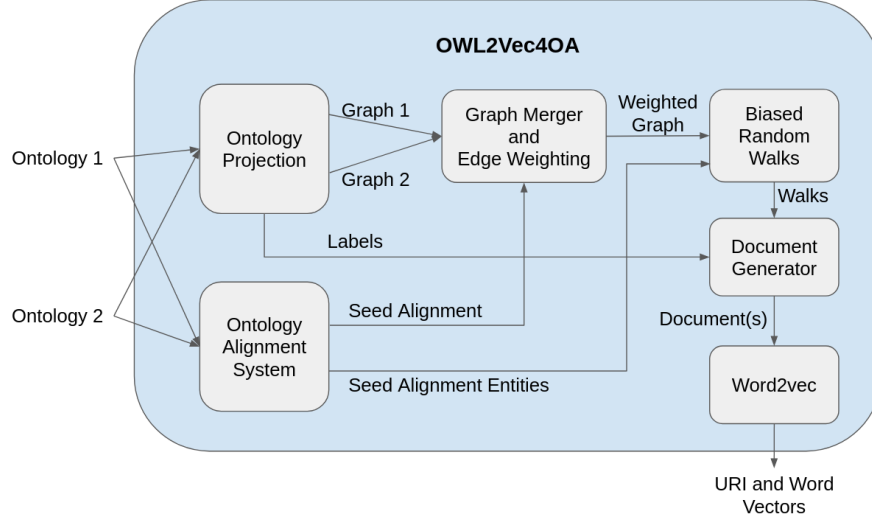 OWL2Vec4OA
Ontology 1
Ontology 2
Ontology
Projection
Graph 1
Graph 2
Graph Merger
and
Edge Weighting
Weighted
Graph
Biased
Random
Walks
Walks
Labels
Document
Generator
Ontology
Alignment
System
Seed Alignment
Seed Alignment Entities
Document(s)
Word2vec
URI and Word
Vectors